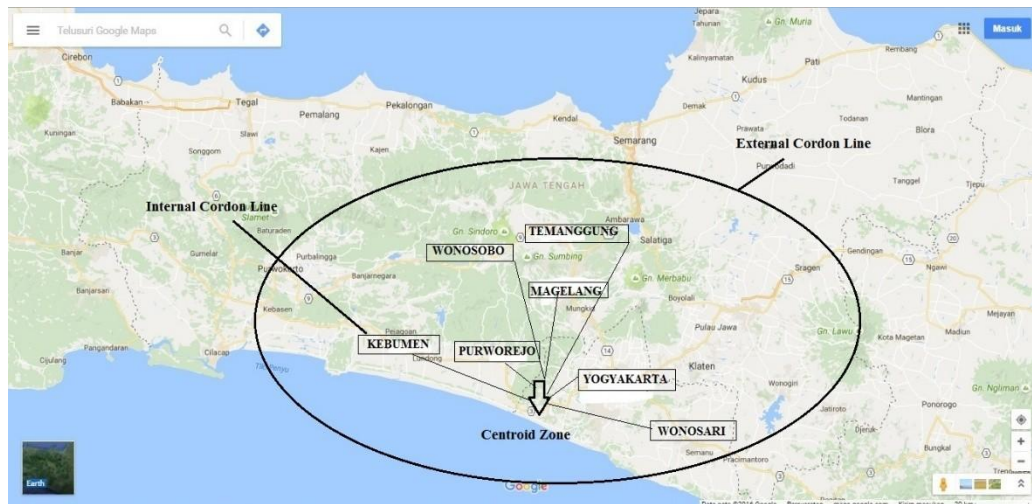 Telusuri Google Maps
Masuk
Jepara
Tahunan
Gn. Muria
Cirebon
Kalinyamatan
Pati
Rembang
Kudus
Babakan
Tegal
Pekalongan
Pemalang
Kendal
Demak
Mantingan
Kuningan
Slawi
Semarang
Prawata
Todanan
Blora
Songgom
Kajen
External Cordon Line
JAWA TENGAH
Tanggel
Tjepu
Internal Cordon Line
Slamet
Baturaden
Gn. Sindoro
TEMANGGUNG
Ambarawa
Salatiga
WONOSOBO
Gn. Sumbing
Gendingan
Banjar
Gumelar
Purwokerto
Purbalingga
Banjarnegara
Gn. Merbabu
Sragen
Ngawi
Banjarsari
MAGELANG
Mungkid
Boyolali
Kebasen
Pulau Jawa
Gn. Lawu
Mejayan
Pejagoan
KEBUMEN
PURWOREJO
Kota Magetan
Madiun
Pangandaran
Cilacap
Cijulang
Klaten
YOGYAKARTA
Wonogiri
Gn. Ngliman
Jatiroto
Ponorogo
Centroid Zone
WONOSARI
Semanu
Pracimantoro
Bungkal
Earth
Google